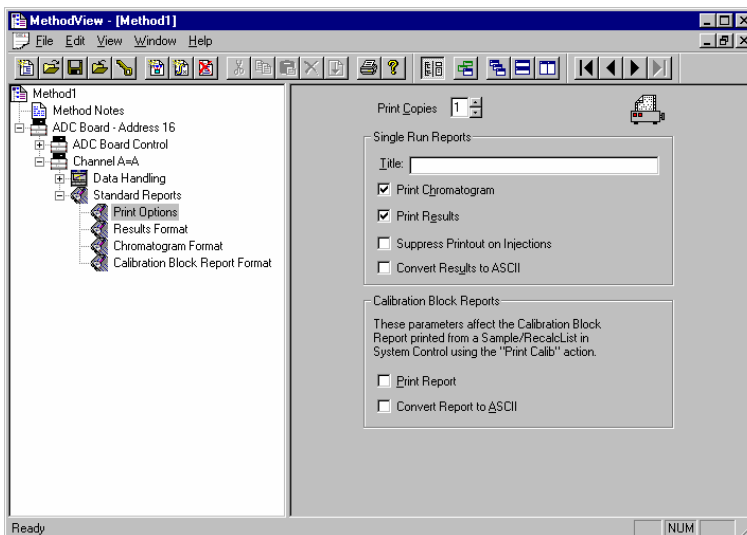 MethodView - [Method1]
File Edit View Window Help
Method1
Method Notes
ADC Board - Address 16
ADC Board Control
Channel A=A
Data Handling
Standard Reports
Print Options
Results Format
Chromatogram Format
Calibration Block Report Format
Print Copies 1
Single Run Reports
Title:
Print Chromatogram
Print Results
Suppress Printout on Injections
Convert Results to ASCII
Calibration Block Reports
These parameters affect the Calibration Block
Report printed from a Sample/RecalcList in
System Control using the "Print Calib" action.
Print Report
Convert Report to ASCII
Ready
NUM